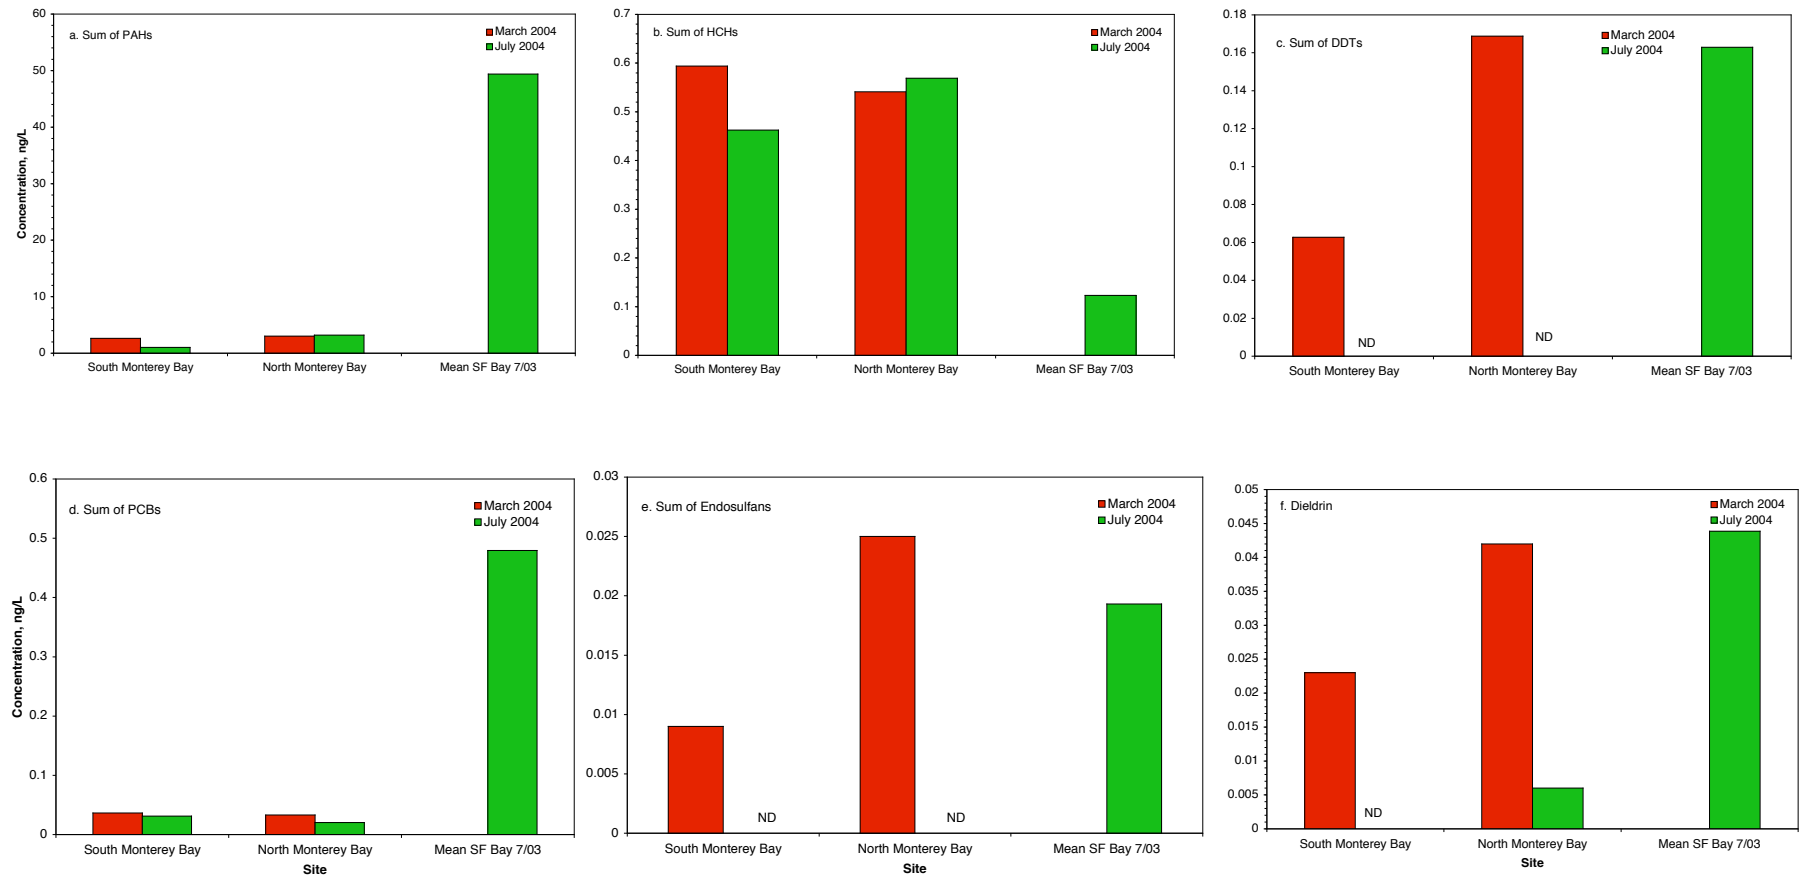 a. Sum of PAHs
March 2004
July 2004
60
50
40
30
20
10
0
Concentration, ng/L
South Monterey Bay
North Monterey Bay
Mean SF Bay 7/03
b. Sum of HCHs
March 2004
July 2004
0.7
0.6
0.5
0.4
0.3
0.2
0.1
0
South Monterey Bay
North Monterey Bay
Mean SF Bay 7/03
c. Sum of DDTs
March 2004
July 2004
0.18
0.16
0.14
0.12
0.1
0.08
0.06
0.04
0.02
0
ND
ND
South Monterey Bay
North Monterey Bay
Mean SF Bay 7/03
d. Sum of PCBs
March 2004
July 2004
0.6
0.5
0.4
0.3
0.2
0.1
0
Concentration, ng/L
South Monterey Bay
North Monterey Bay
Mean SF Bay 7/03
Site
e. Sum of Endosulfans
March 2004
July 2004
0.03
0.025
0.02
0.015
0.01
0.005
0
ND
ND
South Monterey Bay
North Monterey Bay
Mean SF Bay 7/03
Site
f. Dieldrin
March 2004
July 2004
0.05
0.045
0.04
0.035
0.03
0.025
0.02
0.015
0.01
0.005
0
ND
South Monterey Bay
North Monterey Bay
Mean SF Bay 7/03
Site